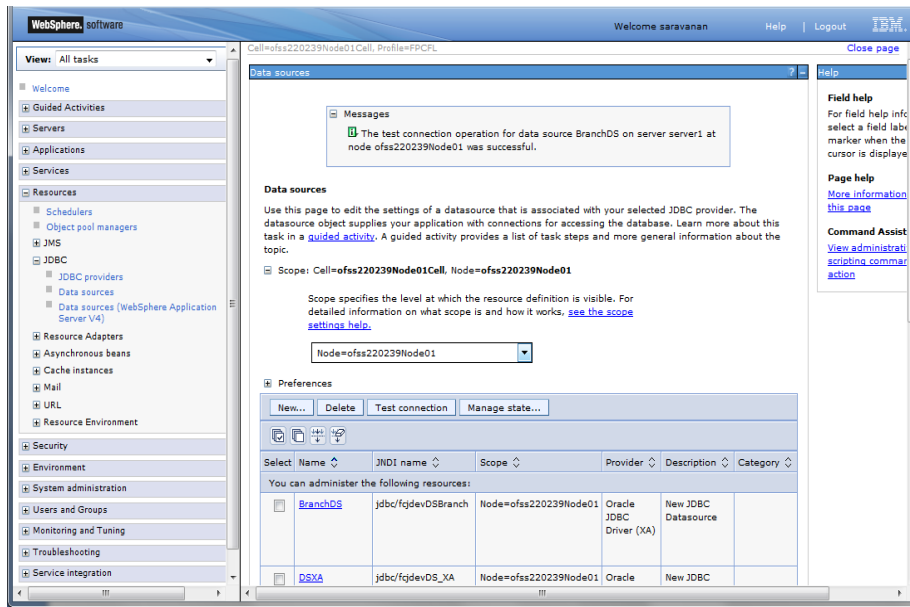 WebSphere. software
Welcome saravanan
Help | Logout
IBM.
View: All tasks
Cell=ofss220239Node01Cell, Profile=FPCFL
Close page
Welcome
Guided Activities
Servers
Applications
Services
Resources
Schedulers
Object pool managers
JMS
JDBC
JDBC providers
Data sources
Data sources (WebSphere Application
Server V4)
Resource Adapters
Asynchronous beans
Cache instances
Mail
URL
Resource Environment
Security
Environment
System administration
Users and Groups
Monitoring and Tuning
Troubleshooting
Service integration
Data sources
? -
Messages
The test connection operation for data source BranchDS on server server1 at
node ofss220239Node01 was successful.
Data sources
Use this page to edit the settings of a datasource that is associated with your selected JDBC provider. The
datasource object supplies your application with connections for accessing the database. Learn more about this
task in a guided activity. A guided activity provides a list of task steps and more general information about the
topic.
Scope: Cell=ofss220239Node01Cell, Node=ofss220239Node01
Scope specifies the level at which the resource definition is visible. For
detailed information on what scope is and how it works, see the
scope
settings help.
Node=ofss220239Node01
Preferences
New... Delete Test connection Manage state...
Select Name JNDI name Scope Provider Description Category
You can administer the following resources:
BranchDS jdbc/fcjdevDSBranch Node=ofss220239Node01 Oracle JDBC Driver (XA) New JDBC Datasource
DSXA jdbc/fcjdevDS_XA Node=ofss220239Node01 Oracle New JDBC
Help
Field help
For field help info
select a field labe
marker when the
cursor is displaye
Page help
More information
this page
Command Assist
View administrati
scripting commar
action